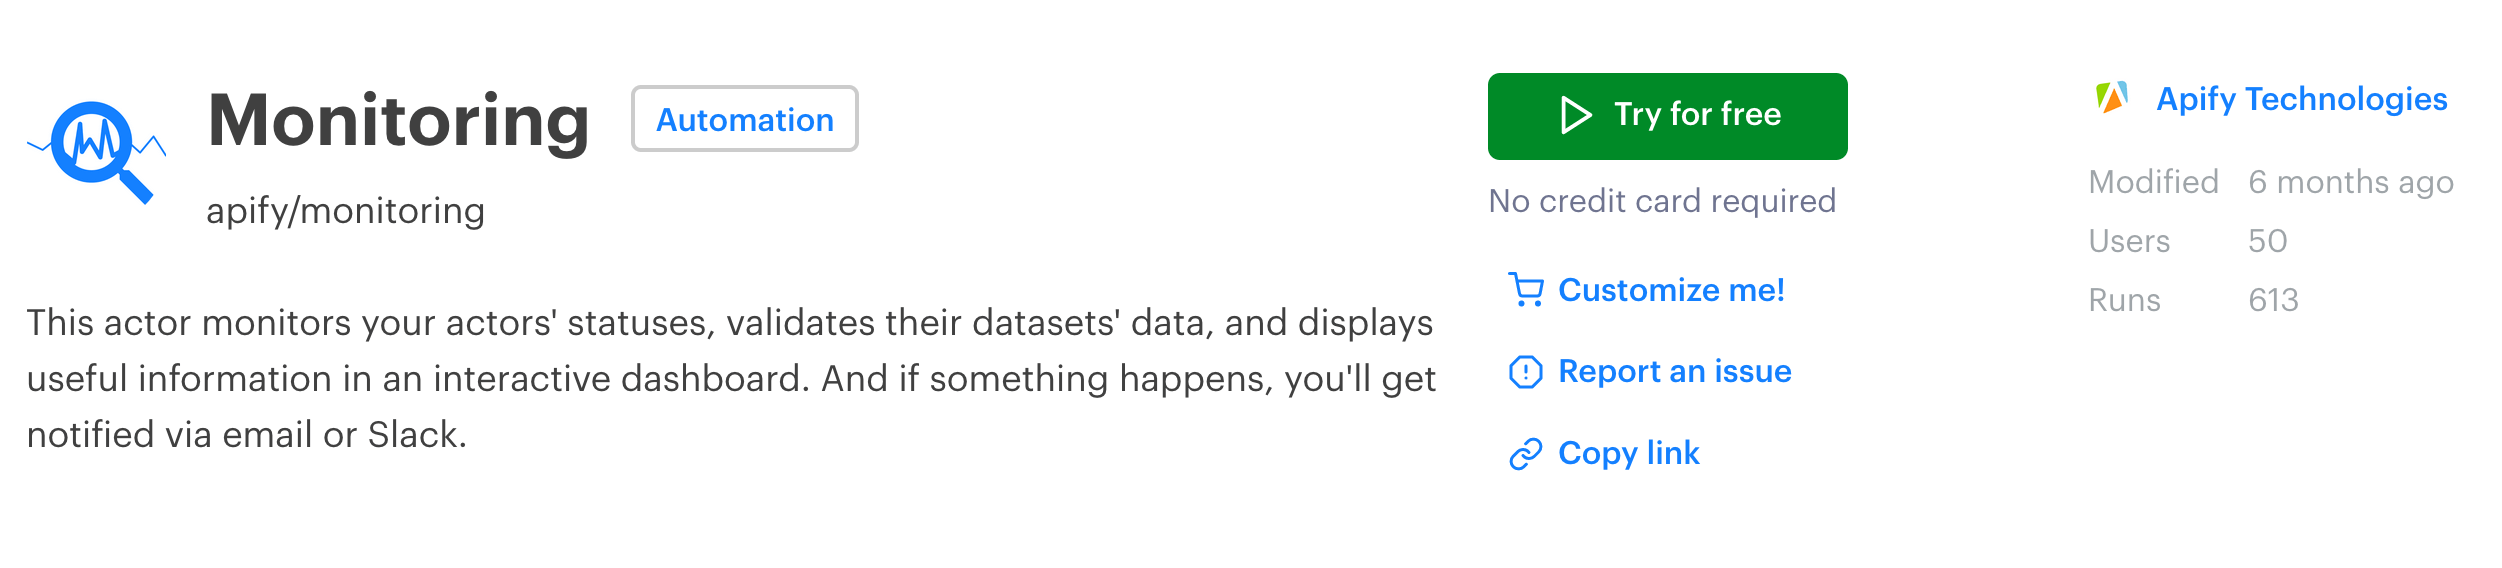 Monitoring
Automation
apify/monitoring
This actor monitors your actors' statuses, validates their datasets' data, and displays
useful information in an interactive dashboard. And if something happens, you'll get
notified via email or Slack.
Try for free
No credit card required
Customize me!
Report an issue
Copy link
Apify Technologies
Modified 6 months ago
Users 50
Runs 613